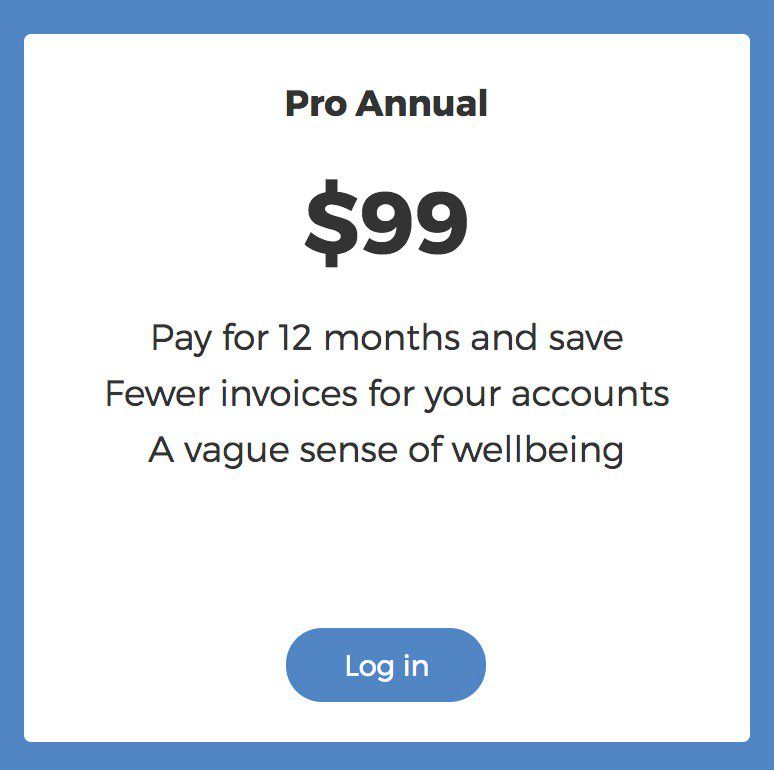 Pro Annual
$99
Pay for 12 months and save
Fewer invoices for your accounts
A vague sense of wellbeing
Log in